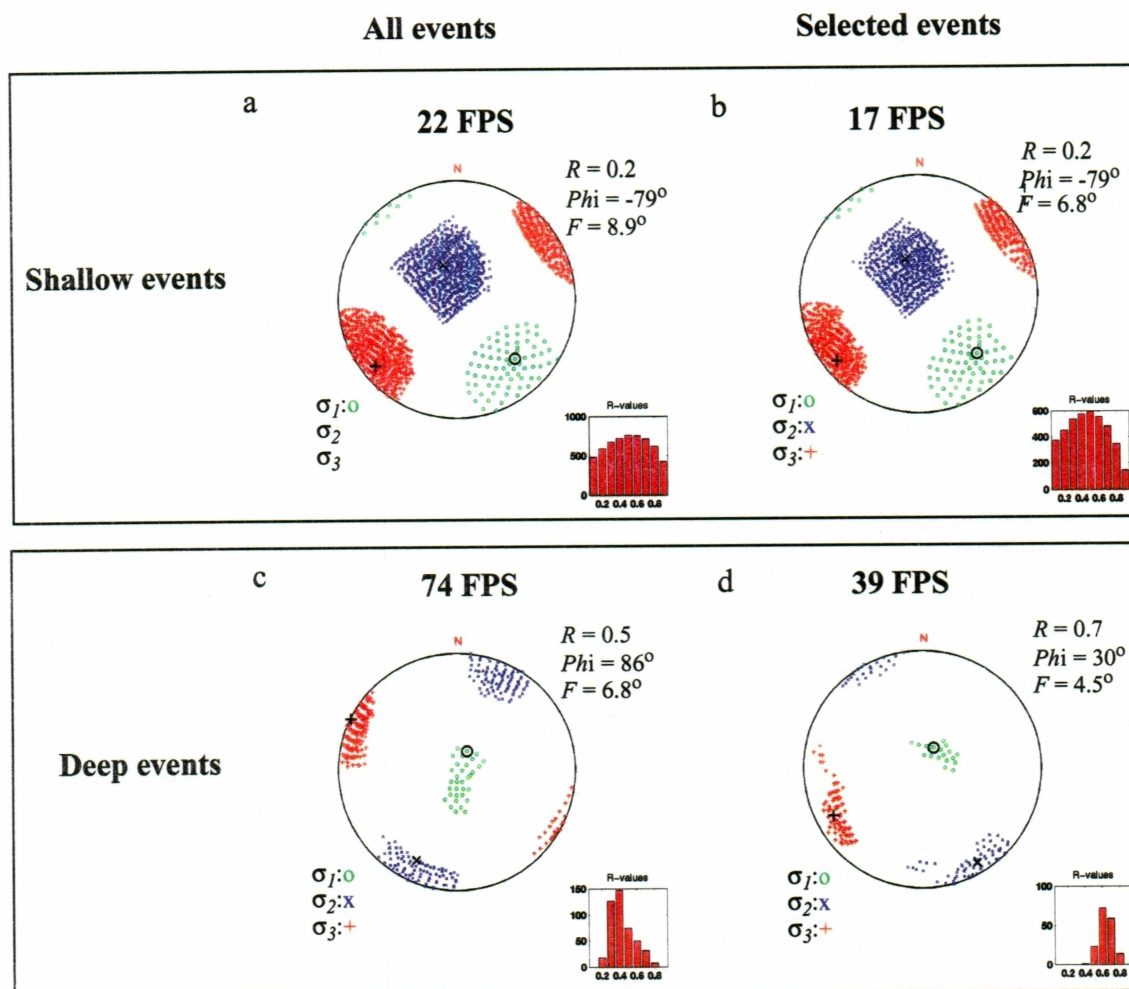 All events Selected events
Shallow events
a
22 FPS
N
R = 0.2
Phi = -79°
F = 8.9°
σ1:o
σ2
σ3
R-values
1000
500
0
0.2 0.4 0.6 0.8
b
17 FPS
N
R = 0.2
Phi = -79°
F = 6.8°
σ1:o
σ2:x
σ3:+
R-values
600
400
200
0
0.2 0.4 0.6 0.8
Deep events
c
74 FPS
N
R = 0.5
Phi = 86°
F = 6.8°
σ1:o
σ2:x
σ3:+
R-values
150
100
50
0
0.2 0.4 0.6 0.8
d
39 FPS
N
R = 0.7
Phi = 30°
F = 4.5°
σ1:o
σ2:x
σ3:+
R-values
100
50
0
0.2 0.4 0.6 0.8